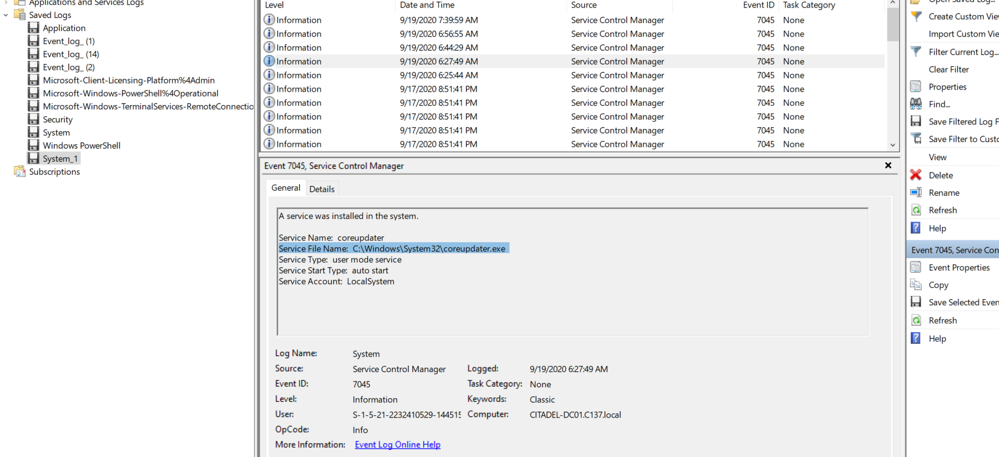 Applications and Services Logs
Saved Logs
Application
Event_log_ (1)
Event_log_ (14)
Event_log_ (2)
Microsoft-Client-Licensing-Platform%4Admin
Microsoft-Windows-PowerShell%4Operational
Microsoft-Windows-TerminalServices-RemoteConnectio
Security
System
Windows PowerShell
System_1
Subscriptions
Level Date and Time Source Event ID Task Category
Information 9/19/2020 7:39:59 AM Service Control Manager 7045 None
Information 9/19/2020 6:56:55 AM Service Control Manager 7045 None
Information 9/19/2020 6:44:29 AM Service Control Manager 7045 None
Information 9/19/2020 6:27:49 AM Service Control Manager 7045 None
Information 9/19/2020 6:25:44 AM Service Control Manager 7045 None
Information 9/17/2020 8:51:41 PM Service Control Manager 7045 None
Information 9/17/2020 8:51:41 PM Service Control Manager 7045 None
Information 9/17/2020 8:51:41 PM Service Control Manager 7045 None
Information 9/17/2020 8:51:41 PM Service Control Manager 7045 None
Information 9/17/2020 8:51:41 PM Service Control Manager 7045 None
Event 7045, Service Control Manager
General Details
A service was installed in the system.
Service Name: coreupdater
Service File Name: C:\Windows\System32\coreupdater.exe
Service Type: user mode service
Service Start Type: auto start
Service Account: LocalSystem
Log Name: System
Source: Service Control Manager Logged: 9/19/2020 6:27:49 AM
Event ID: 7045 Task Category: None
Level: Information Keywords: Classic
User: S-1-5-21-2232410529-144515 Computer: CITADEL-DC01.C137.local
OpCode: Info
More Information: Event Log Online Help
Open Saved Log...
Create Custom Vie
Import Custom Vie
Filter Current Log...
Clear Filter
Properties
Find...
Save Filtered Log F
Save Filter to Custo
View
Delete
Rename
Refresh
Help
Event 7045, Service Con
Event Properties
Copy
Save Selected Even
Refresh
Help